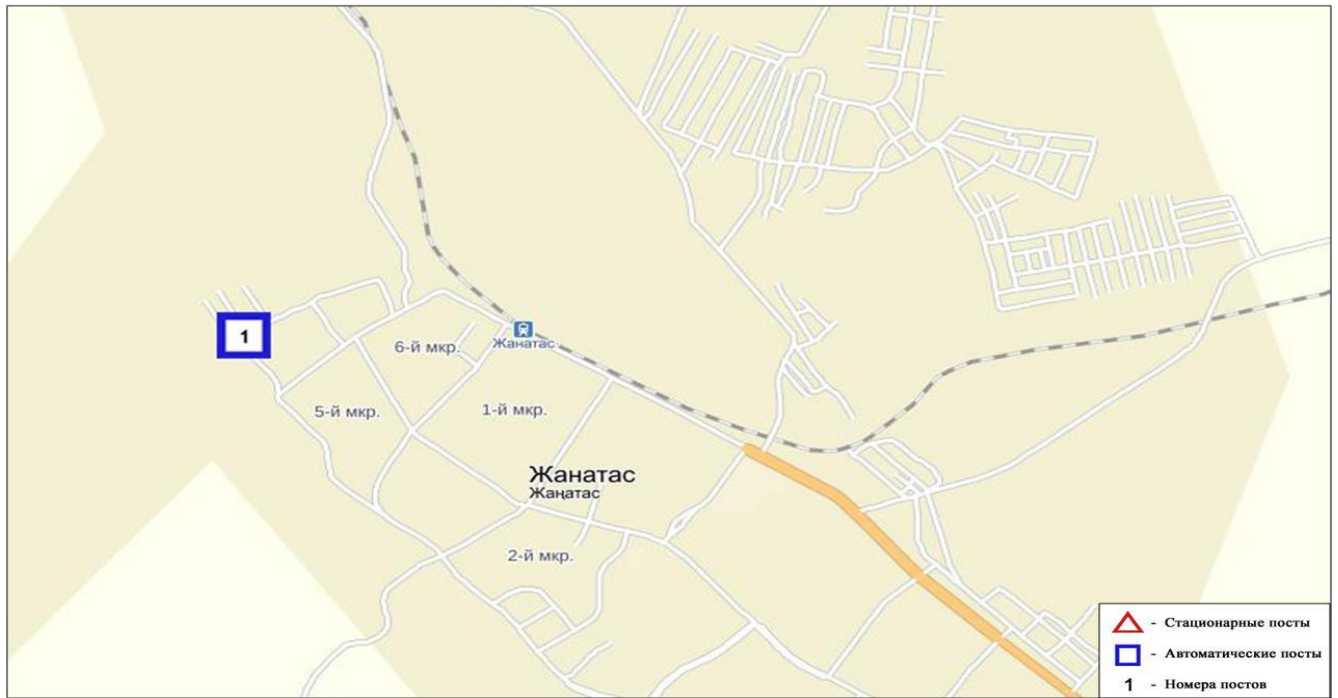 1
6-й мкр.
Жанатас
5-й мкр.
1-й мкр.
Жанатас
Жаңатас
2-й мкр.
- Стационарные посты
- Автоматические посты
1 - Номера постов